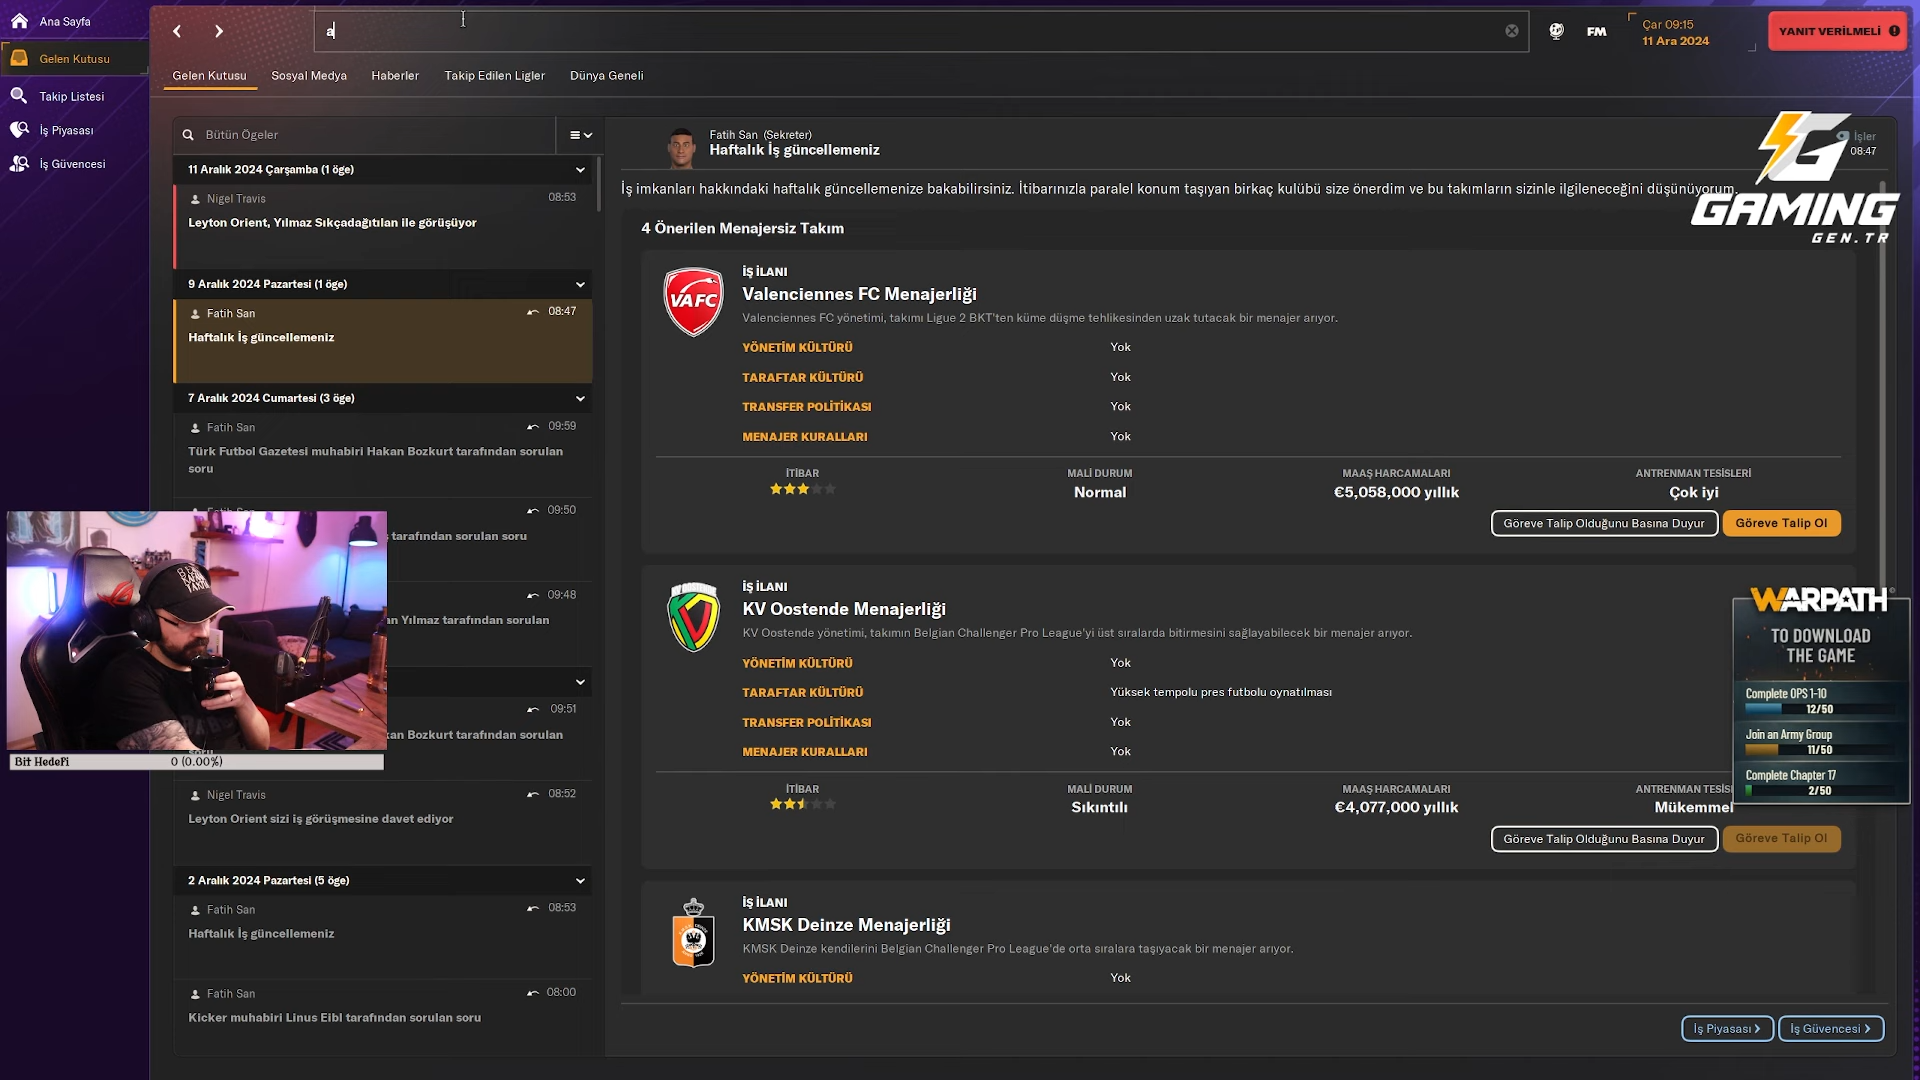 Ana Sayfa
Gelen Kutusu
Takip Listesi
İş Piyasası
İş Güvencesi
a
FM
Çar 09:15
11 Ara 2024
YANIT VERİLMELİ
Gelen Kutusu
Sosyal Medya
Haberler
Takip Edilen Ligler
Dünya Geneli
Bütün Ögeler
11 Aralık 2024 Çarşamba (1 öge)
Nigel Travis
08:53
Leyton Orient, Yılmaz Sıkçadağıtılan ile görüşüyor
9 Aralık 2024 Pazartesi (1 öge)
Fatih San
08:47
Haftalık İş güncellemeniz
7 Aralık 2024 Cumartesi (3 öge)
Fatih San
09:59
Türk Futbol Gazetesi muhabiri Hakan Bozkurt tarafından sorulan
soru
09:50
tarafından sorulan soru
09:48
Yılmaz tarafından sorulan
09:51
Bozkurt tarafından sorulan
Bit Hedefi
0 (0.00%)
Nigel Travis
08:52
Leyton Orient sizi iş görüşmesine davet ediyor
2 Aralık 2024 Pazartesi (5 öge)
Fatih San
08:53
Haftalık İş güncellemeniz
Fatih San
08:00
Kicker muhabiri Linus Eibl tarafından sorulan soru
Fatih San (Sekreter)
Haftalık İş güncellemeniz
İşler
08:47
İş imkanları hakkındaki haftalık güncellemenize bakabilirsiniz. İtibarınızla paralel konum taşıyan birkaç kulübü size önerdim ve bu takımların sizinle ilgileneceğini düşünüyorum.
4 Önerilen Menajersiz Takım
VAFC
İŞ İLANI
Valenciennes FC Menajerliği
Valenciennes FC yönetimi, takımı Ligue 2 BKT'ten küme düşme tehlikesinden uzak tutacak bir menajer arıyor.
YÖNETİM KÜLTÜRÜ
Yok
TARAFTAR KÜLTÜRÜ
Yok
TRANSFER POLİTİKASI
Yok
MENAJER KURALLARI
Yok
İTİBAR
MALİ DURUM
Normal
MAAŞ HARCAMALARI
€5,058,000 yıllık
ANTRENMAN TESİSLERİ
Çok iyi
Göreve Talip Olduğunu Basına Duyur
Göreve Talip Ol
İŞ İLANI
KV Oostende Menajerliği
KV Oostende yönetimi, takımın Belgian Challenger Pro League'yi üst sıralarda bitirmesini sağlayabilecek bir menajer arıyor.
YÖNETİM KÜLTÜRÜ
Yok
TARAFTAR KÜLTÜRÜ
Yüksek tempolu pres futbolu oynatılması
TRANSFER POLİTİKASI
Yok
MENAJER KURALLARI
Yok
İTİBAR
MALİ DURUM
Sıkıntılı
MAAŞ HARCAMALARI
€4,077,000 yıllık
ANTRENMAN TESİS
Mükemmel
Göreve Talip Olduğunu Basına Duyur
Göreve Talip Ol
İŞ İLANI
KMSK Deinze Menajerliği
KMSK Deinze kendilerini Belgian Challenger Pro League'de orta sıralara taşıyacak bir menajer arıyor.
YÖNETİM KÜLTÜRÜ
Yok
İş Piyasası
İş Güvencesi
GAMING
GEN.TR
WARPATH
TO DOWNLOAD
THE GAME
Complete OPS 1-10
12/50
Join an Army Group
11/50
Complete Chapter 17
2/50